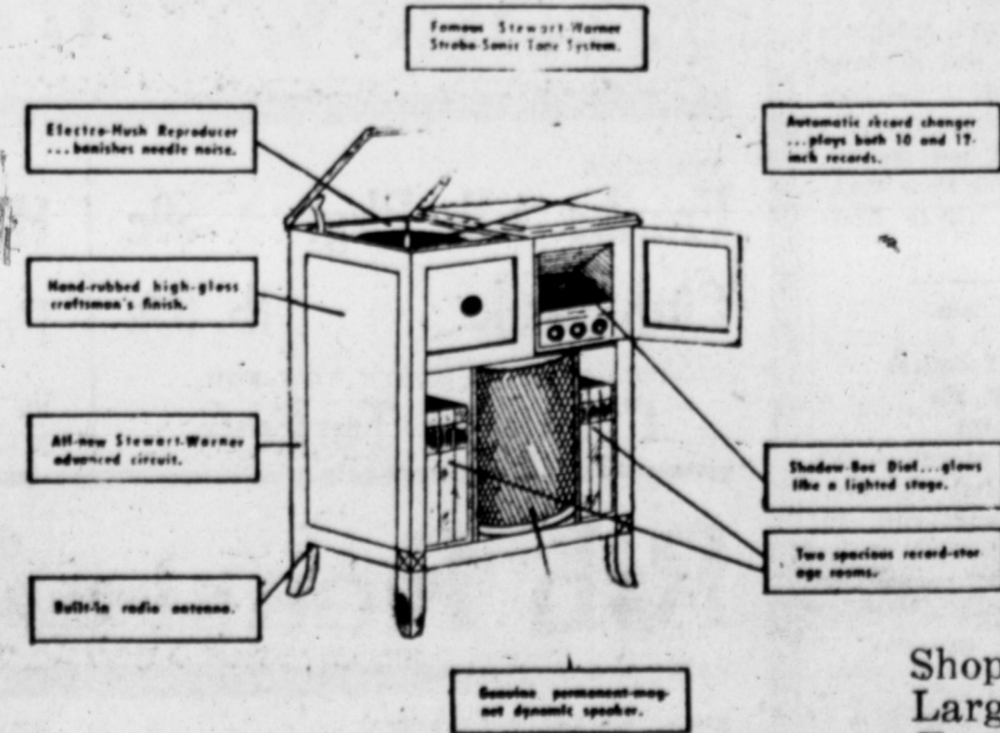 Famous Stewart-Warner
Strobo-Sonic Tone System.
Electro-Hush Reproducer
...banishes needle noise.
Automatic record changer
...plays both 10 and 12-
inch records.
Hand-rubbed high-gloss
craftsman's finish.
All-new Stewart-Warner
advanced circuit.
Shadow-Box Dial...glows
like a lighted stage.
Two spacious record-stor
age rooms.
Built-in radio antenna.
Genuine permanent-mag-
net dynamic speaker.
Shop
Larg